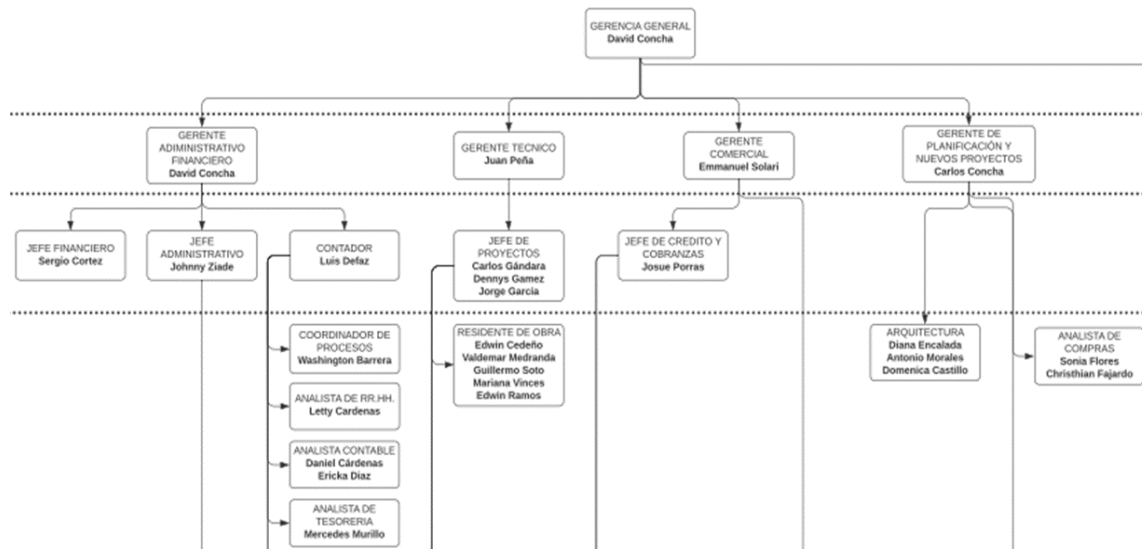 GERENCIA GENERAL
David Concha
GERENTE
ADIMINISTRATIVO
FINANCIERO
David Concha
GERENTE TECNICO
Juan Peña
GERENTE
COMERCIAL
Emmanuel Solari
GERENTE DE
PLANIFICACIÓN Y
NUEVOS PROYECTOS
Carlos Concha
JEFE FINANCIERO
Sergio Cortez
JEFE
ADMINISTRATIVO
Johnny Ziade
CONTADOR
Luis Defaz
JEFE DE
PROYECTOS
Carlos Gándara
Dennys Gamez
Jorge Garcia
JEFE DE CREDITO Y
COBRANZAS
Josue Porras
COORDINADOR DE
PROCESOS
Washington Barrera
ANALISTA DE RR.HH.
Letty Cardenas
ANALISTA CONTABLE
Daniel Cárdenas
Ericka Diaz
ANALISTA DE
TESORERIA
Mercedes Murillo
RESIDENTE DE OBRA
Edwin Cedeño
Valdemar Medranda
Guillermo Soto
Mariana Vinces
Edwin Ramos
ARQUITECTURA
Diana Encalada
Antonio Morales
Domenica Castillo
ANALISTA DE
COMPRAS
Sonia Flores
Christhian Fajardo